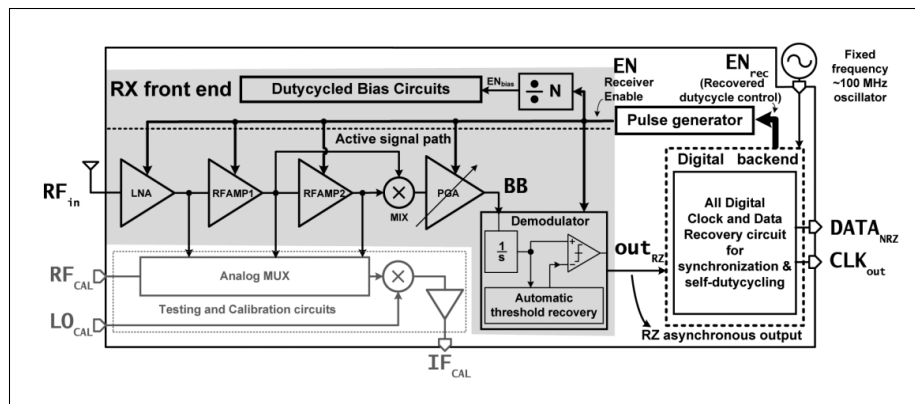 RX front end
Dutycycled Bias Circuits
EN_bias
÷ N
EN
Receiver
Enable
EN_rec
(Recovered
dutycycle control)
Fixed
frequency
~100 MHz
oscillator
Pulse generator
Active signal path
Digital backend
RF_in
LNA
RFAMP1
RFAMP2
MIX
PGA
BB
Demodulator
1/s
+
−
Automatic
threshold recovery
out_RZ
All Digital
Clock and Data
Recovery circuit
for
synchronization &
self-dutycycling
DATA_NRZ
CLK_out
RF_CAL
Analog MUX
Testing and Calibration circuits
LO_CAL
IF_CAL
RZ asynchronous output